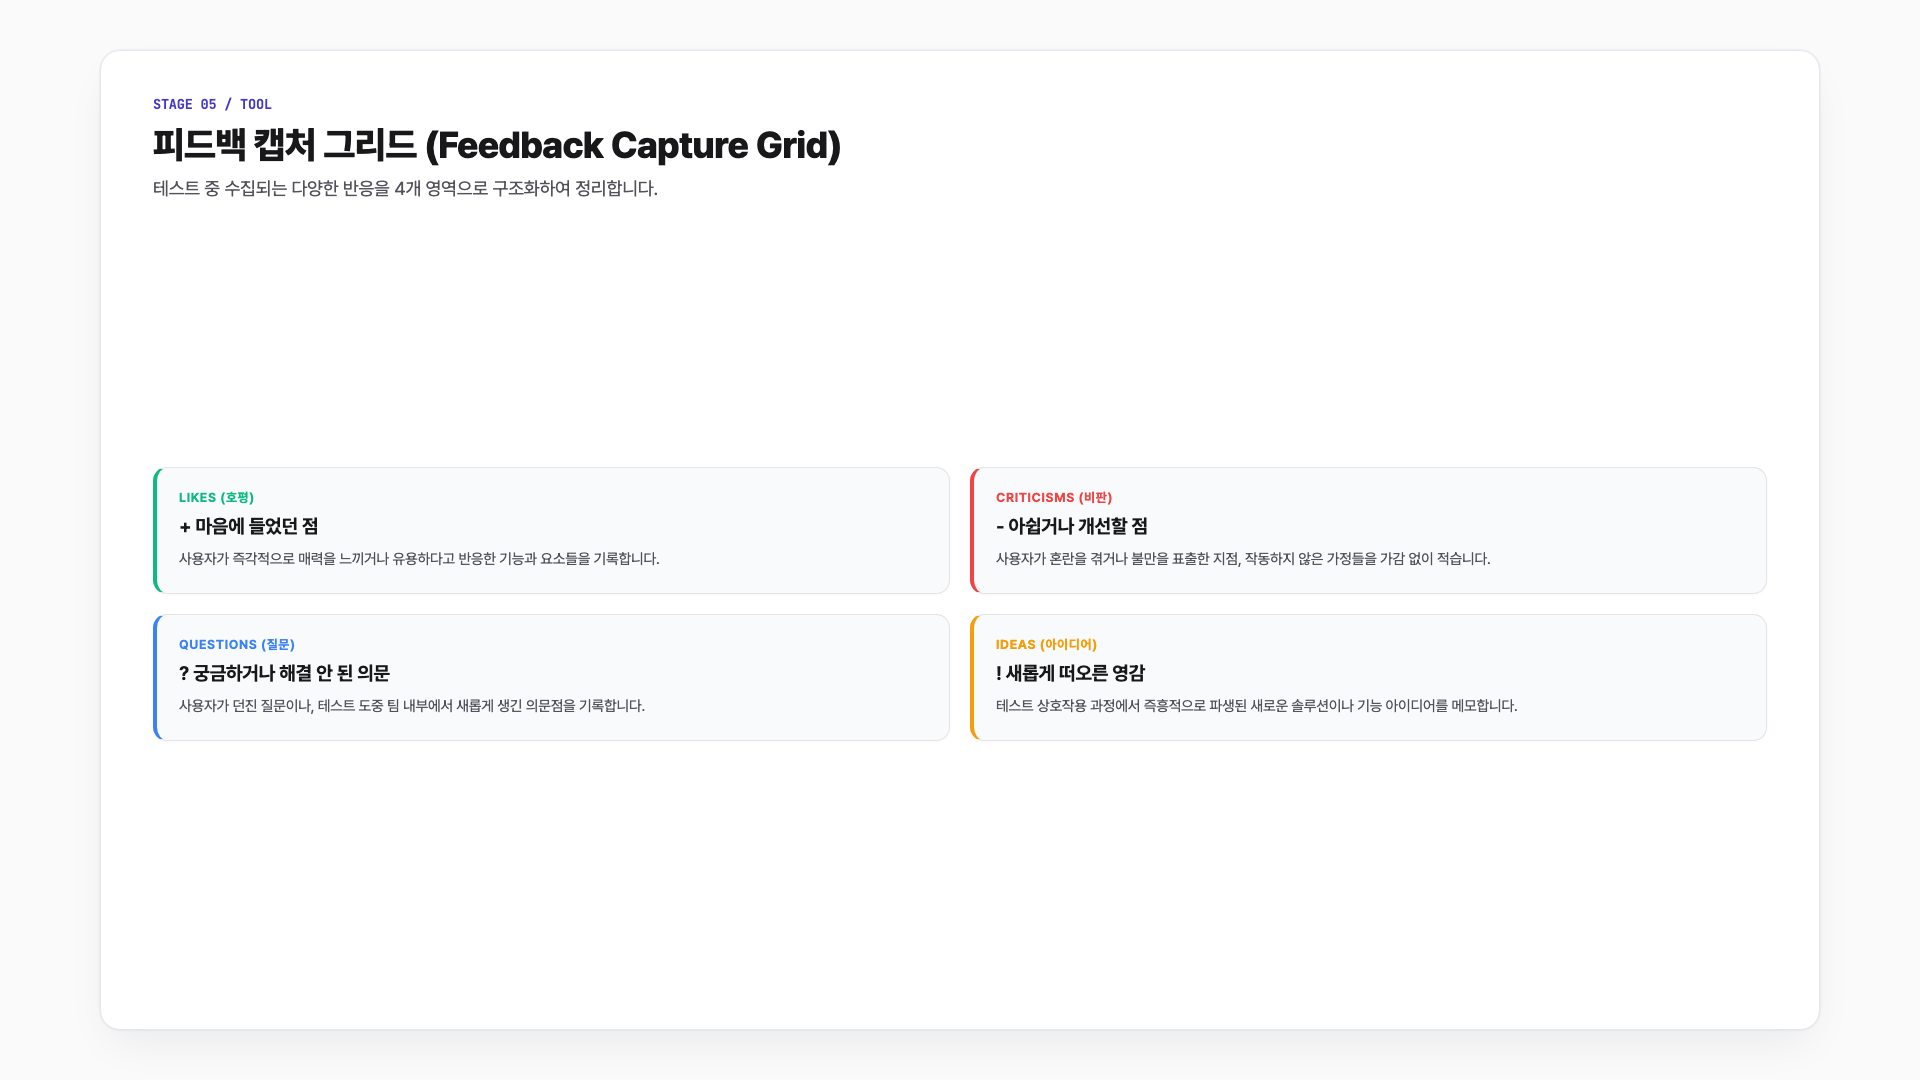 STAGE 05 / TOOL
피드백 캡처 그리드 (Feedback Capture Grid)
테스트 중 수집되는 다양한 반응을 4개 영역으로 구조화하여 정리합니다.
LIKES (호평)
+ 마음에 들었던 점
사용자가 즉각적으로 매력을 느끼거나 유용하다고 반응한 기능과 요소들을 기록합니다.
CRITICISMS (비판)
- 아쉽거나 개선할 점
사용자가 혼란을 겪거나 불만을 표출한 지점, 작동하지 않은 가정들을 가감 없이 적습니다.
QUESTIONS (질문)
? 궁금하거나 해결 안 된 의문
사용자가 던진 질문이나, 테스트 도중 팀 내부에서 새롭게 생긴 의문점을 기록합니다.
IDEAS (아이디어)
! 새롭게 떠오른 영감
테스트 상호작용 과정에서 즉흥적으로 파생된 새로운 솔루션이나 기능 아이디어를 메모합니다.